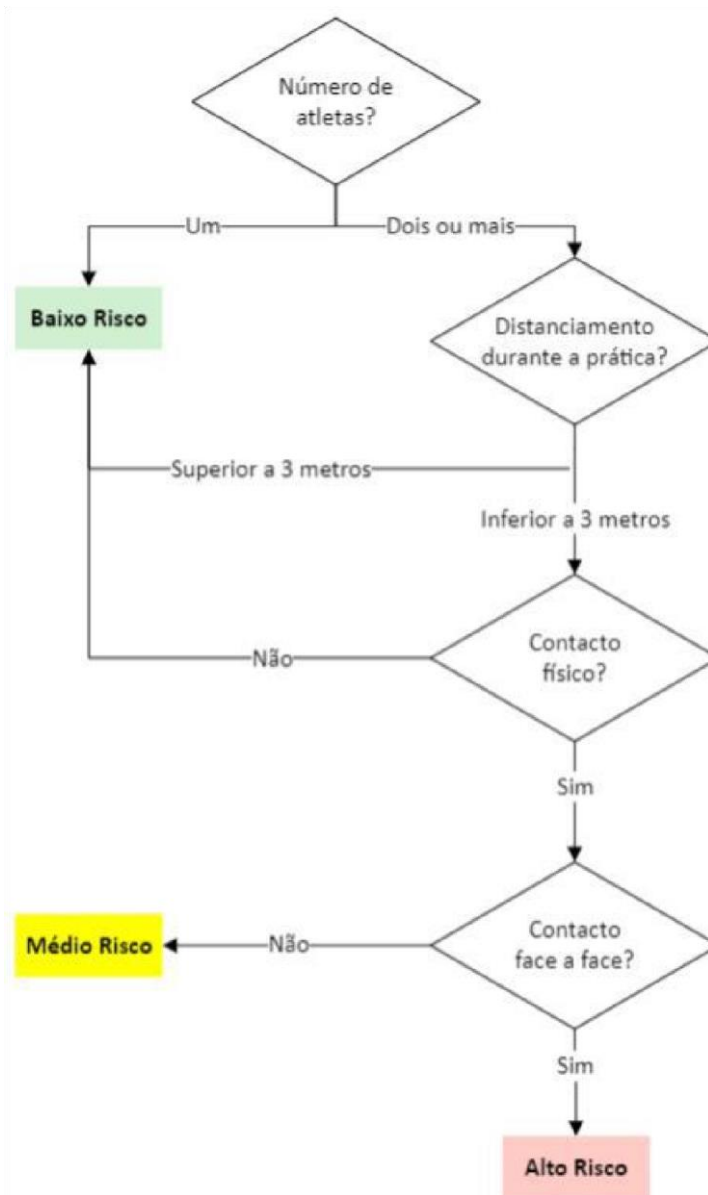 Número de
atletas?
Um
Dois ou mais
Baixo Risco
Distanciamento
durante a prática?
Superior a 3 metros
Inferior a 3 metros
Contacto
físico?
Não
Sim
Contacto
face a face?
Não
Médio Risco
Sim
Alto Risco